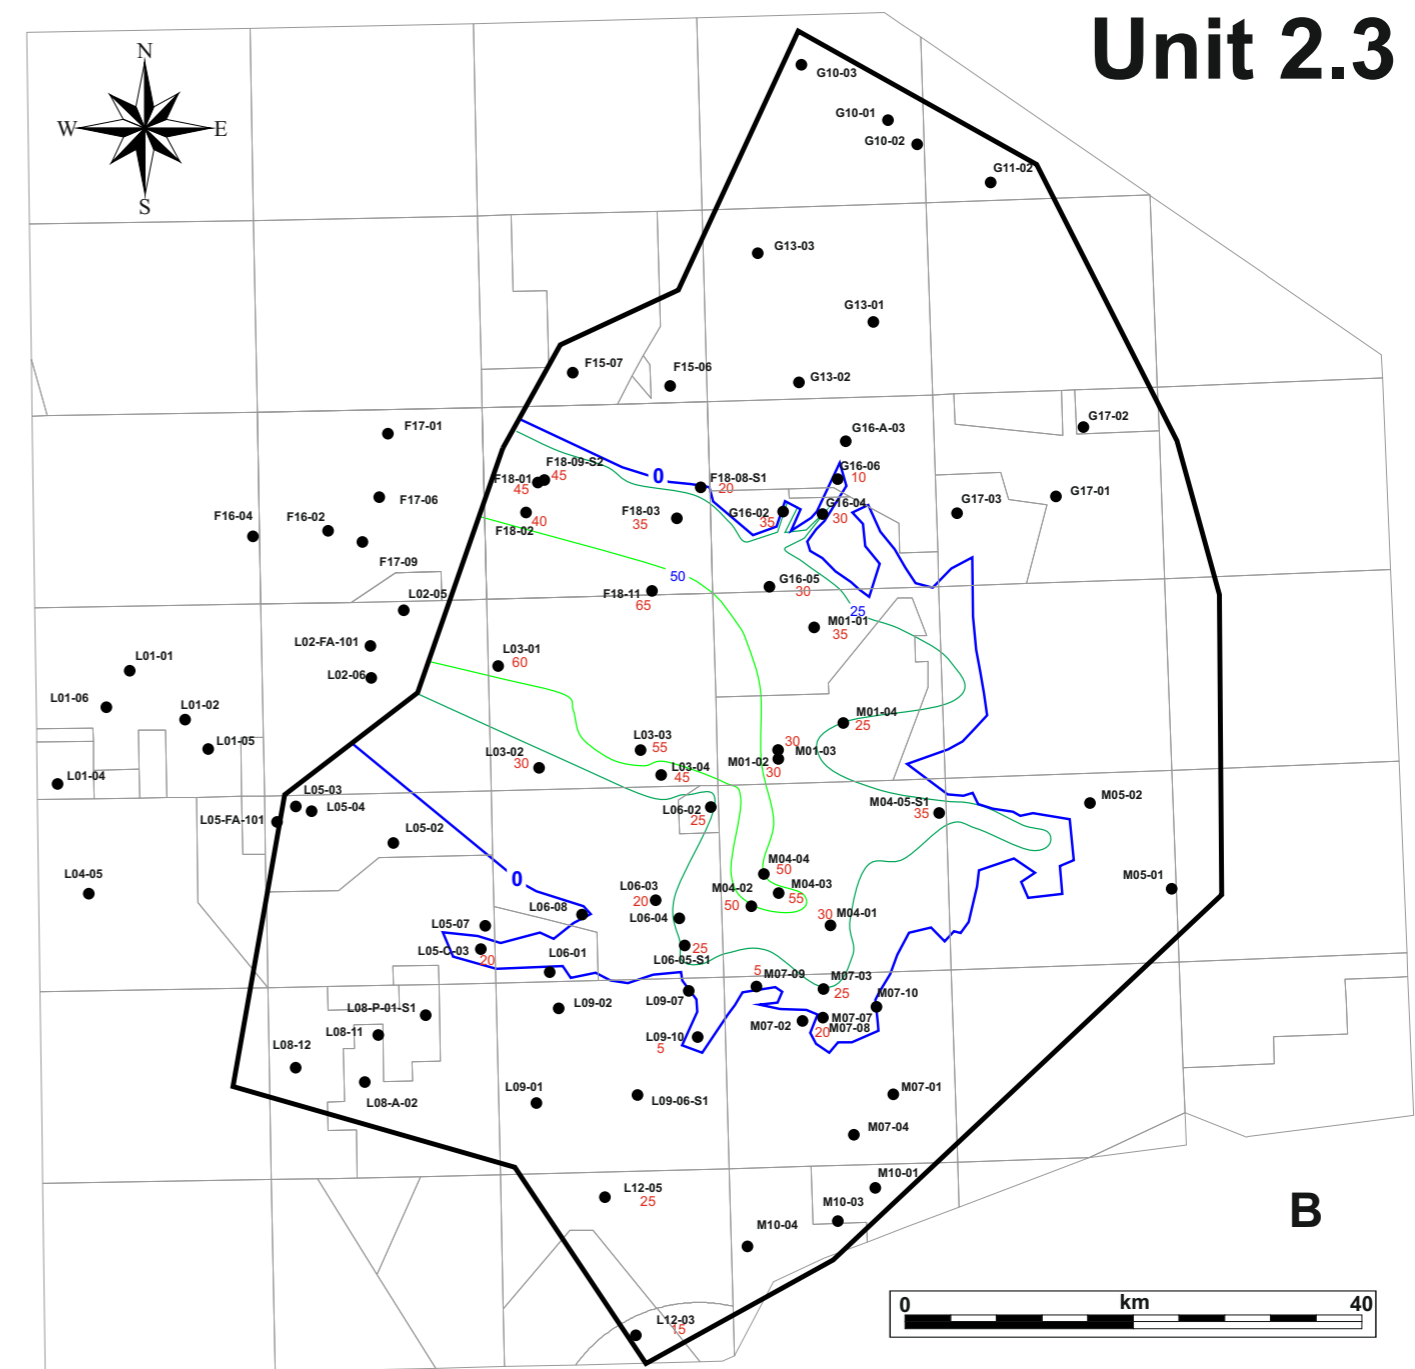 Unit 2.3
N
W E
S
G10-03
G10-01
G10-02
G11-02
G13-03
G13-01
F15-07
F15-06
G13-02
F17-01
G16-A-03
G17-02
F18-09-S2
F18-01
45
45
0
F18-08-S1
20
G16-06
10
F17-06
G17-03
G17-01
F16-04
F16-02
F18-02
40
F18-03
35
G16-02
35
G16-04
30
F17-09
50
F18-11
65
G16-05
30
L02-05
25
M01-01
35
L02-FA-101
L03-01
60
L01-01
L02-06
L01-06
L01-02
M01-04
25
L01-05
L03-02
30
L03-03
55
30
M01-03
M01-02
30
L01-04
L03-04
45
L05-03
L05-04
L05-FA-101
L06-02
25
M04-05-S1
35
M05-02
L05-02
L04-05
0
M04-04
50
M05-01
L06-03
20
M04-02
50
M04-03
55
L06-08
L06-04
30
M04-01
L05-07
L05-O-03
20
L06-01
25
L06-05-S1
5
M07-09
M07-03
25
L09-02
L09-07
M07-10
L08-P-01-S1
M07-02
M07-07
20
M07-08
L08-11
L09-10
5
L08-12
L08-A-02
L09-01
L09-06-S1
M07-01
M07-04
L12-05
25
M10-01
M10-03
B
M10-04
0 km 40
L12-03
15